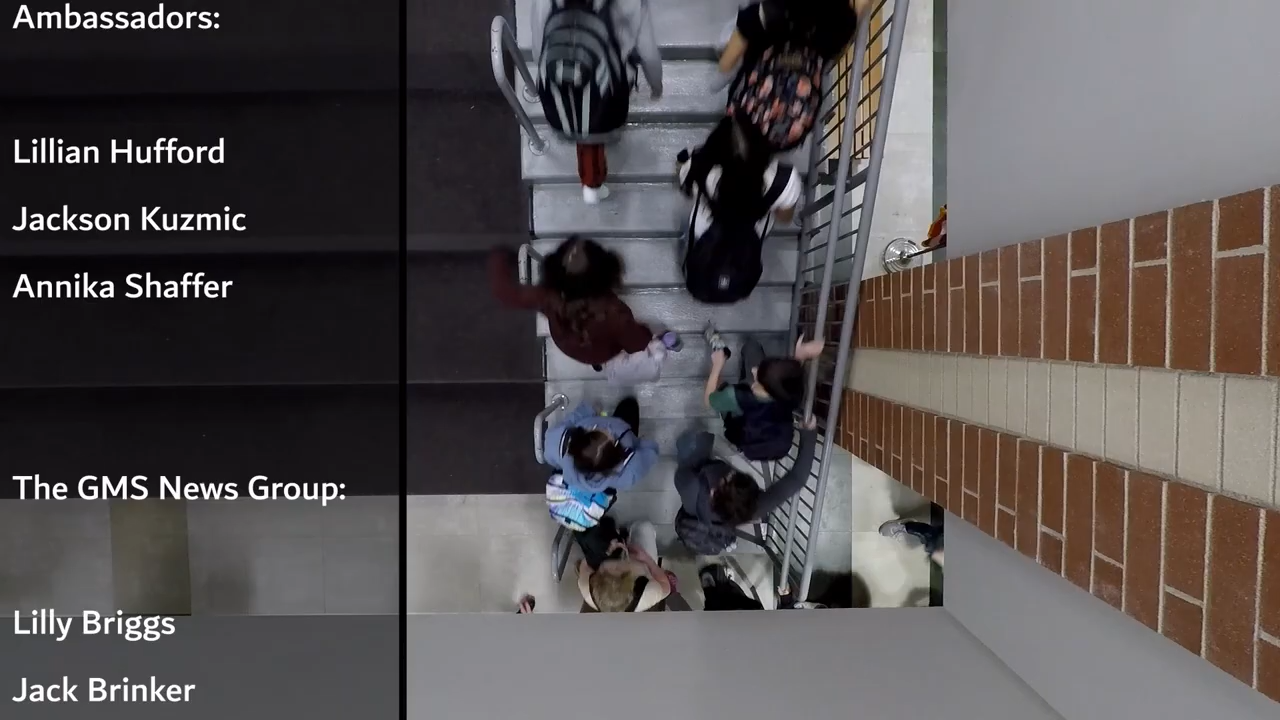 Ambassadors:
Lillian Hufford
Jackson Kuzmic
Annika Shaffer
The GMS News Group:
Lilly Briggs
Jack Brinker